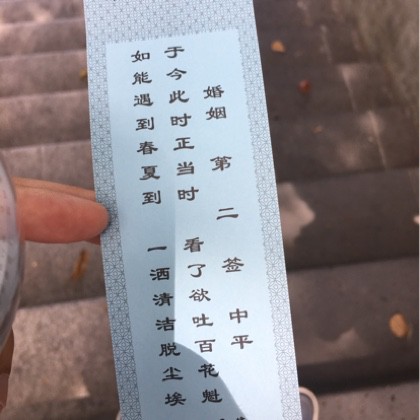 婚姻第二签中平
于今此时正当时看了欲吐百花魁
如能遇到春夏到一洒清洁脱尘埃